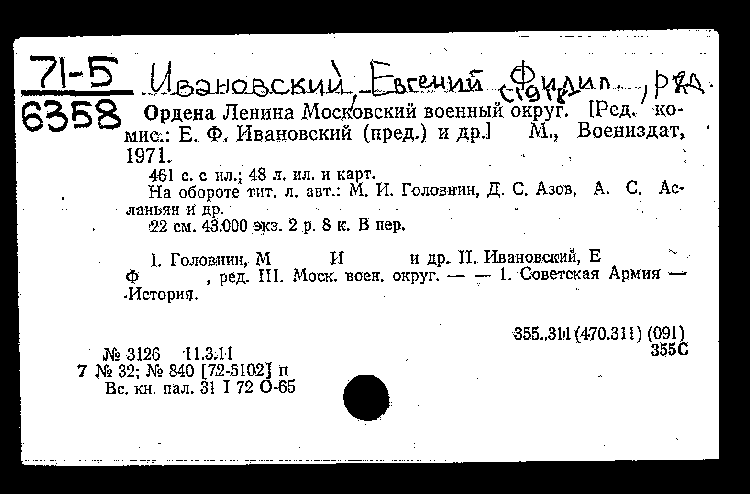 71-5
6358
Ивановский, Евгений Филип., ред.
(1918
Ордена Ленина Московский военный округ. [Ред. ко-
мис.: Е. Ф. Ивановский (пред.) и др.] М., Воениздат,
1971.
461 с. с ил.; 48 л. ил. и карт.
На обороте тит. л. авт.: М. И. Головнин, Д. С. Азов, А. С. Ас-
ланьян и др.
22 см. 43.000 экз. 2 р. 8 к. В пер.
1. Головнин, М И и др. II. Ивановский, Е
Ф , ред. III. Моск. воен. округ. — — 1. Советская Армия —
История.
355..311(470.311)(091)
355С
№ 3126 11.3.11
7 № 32; № 840 [72-5102] п
Вс. кн. пал. 31 I 72 О-65